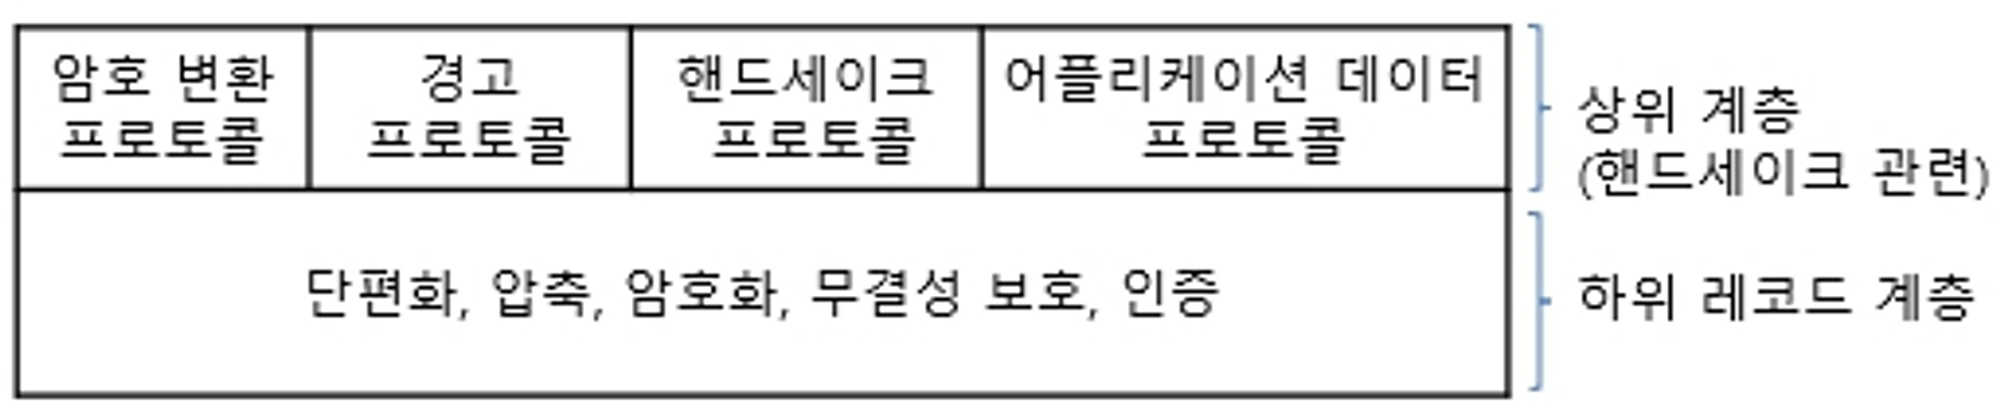 암호 변환
프로토콜
경고
프로토콜
핸드세이크
프로토콜
어플리케이션 데이터
프로토콜
상위 계층
(핸드세이크 관련)
단편화, 압축, 암호화, 무결성 보호, 인증
하위 레코드 계층